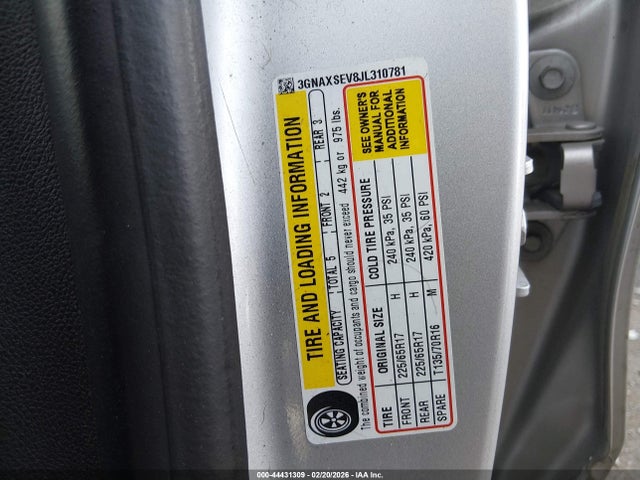 3GNAXSEV8JL310781
TIRE AND LOADING INFORMATION
SEATING CAPACITY TOTAL 5 FRONT 2 REAR 3
The combined weight of occupants and cargo should never exceed 442 kg or 975 lbs.
TIRE ORIGINAL SIZE COLD TIRE PRESSURE
FRONT 225/65R17 H 240 kPa, 35 PSI
REAR 225/65R17 H 240 kPa, 35 PSI
SPARE T135/70R16 M 420 kPa, 60 PSI
SEE OWNER'S
MANUAL FOR
ADDITIONAL
INFORMATION
000-44431309 | 02/20/2026 | IAA Inc.